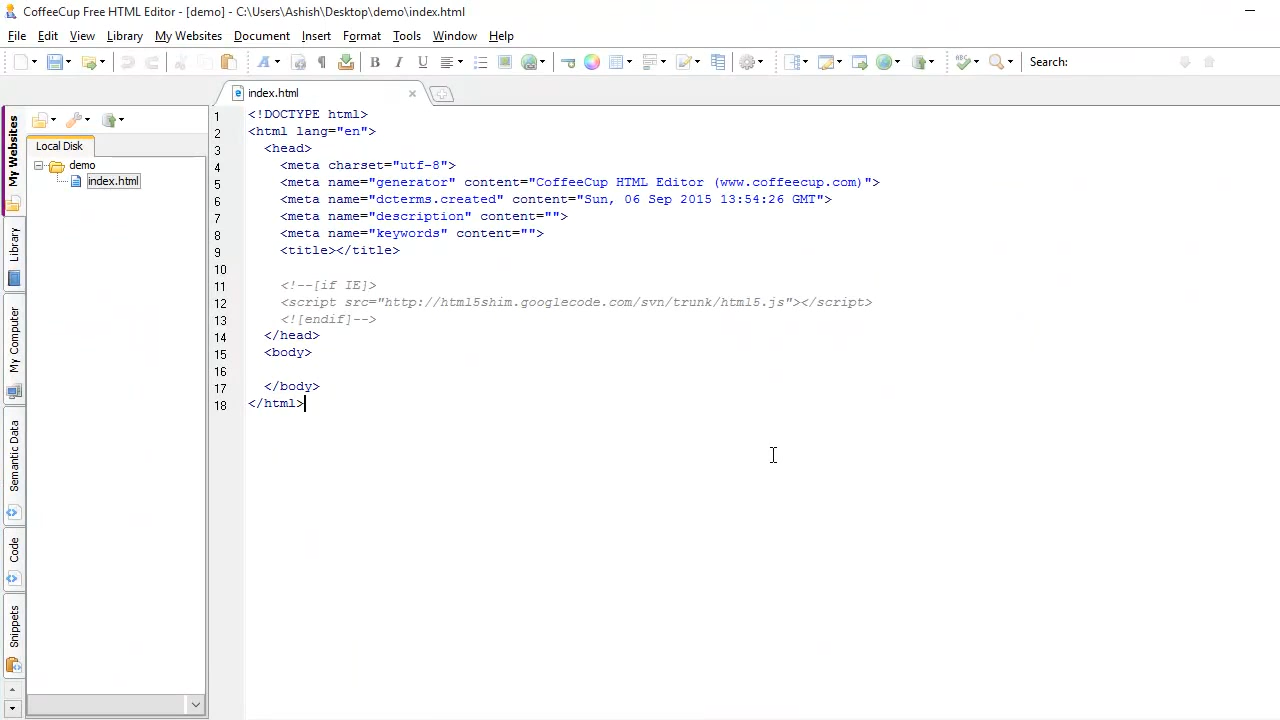 CoffeeCup Free HTML Editor - [demo] - C:\Users\Ashish\Desktop\demo\index.html
File Edit View Library My Websites Document Insert Format Tools Window Help
A ¶ B I U ABC Search:
index.html
My Websites
Library
My Computer
Semantic Data
Code
Snippets
Local Disk
demo
index.html
1 <!DOCTYPE html>
2 <html lang="en">
3 <head>
4 <meta charset="utf-8">
5 <meta name="generator" content="CoffeeCup HTML Editor (www.coffeecup.com)">
6 <meta name="dcterms.created" content="Sun, 06 Sep 2015 13:54:26 GMT">
7 <meta name="description" content="">
8 <meta name="keywords" content="">
9 <title></title>
10
11 <!--[if IE]>
12 <script src="http://html5shim.googlecode.com/svn/trunk/html5.js"></script>
13 <![endif]-->
14 </head>
15 <body>
16
17 </body>
18 </html>